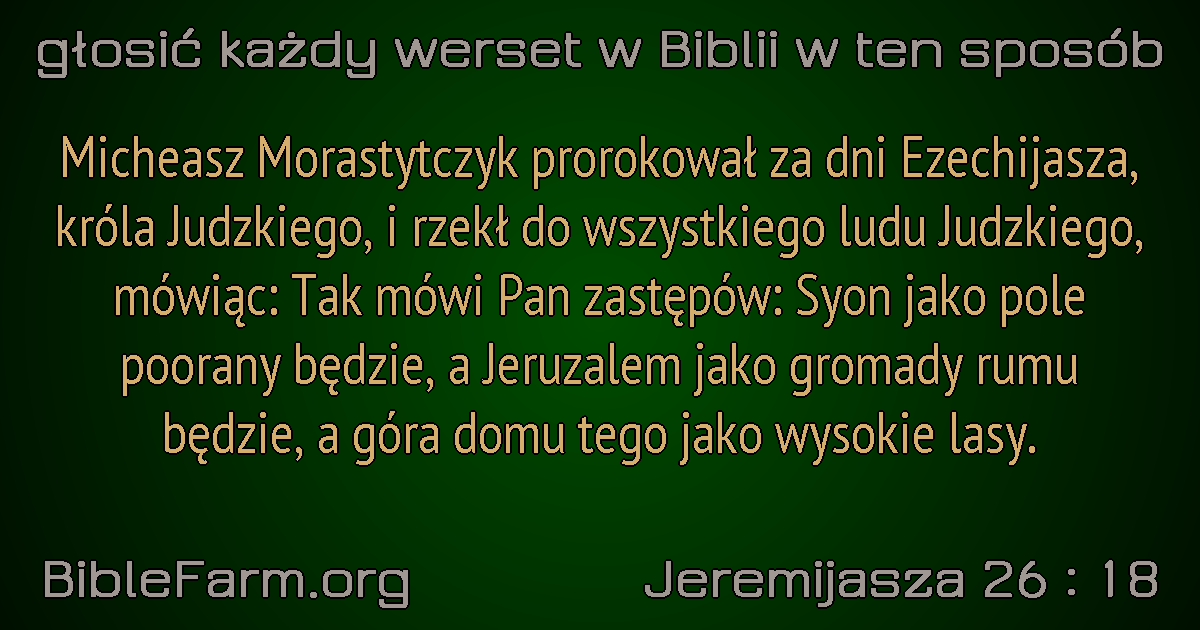 głosić każdy werset w Biblii w ten sposób
Micheasz Morastytczyk prorokował za dni Ezechijasza,
króla Judzkiego, i rzekł do wszystkiego ludu Judzkiego,
mówiąc: Tak mówi Pan zastępów: Syon jako pole
poorany będzie, a Jeruzalem jako gromady rumu
będzie, a góra domu tego jako wysokie lasy.
BibleFarm.org
Jeremijasza 26 : 18